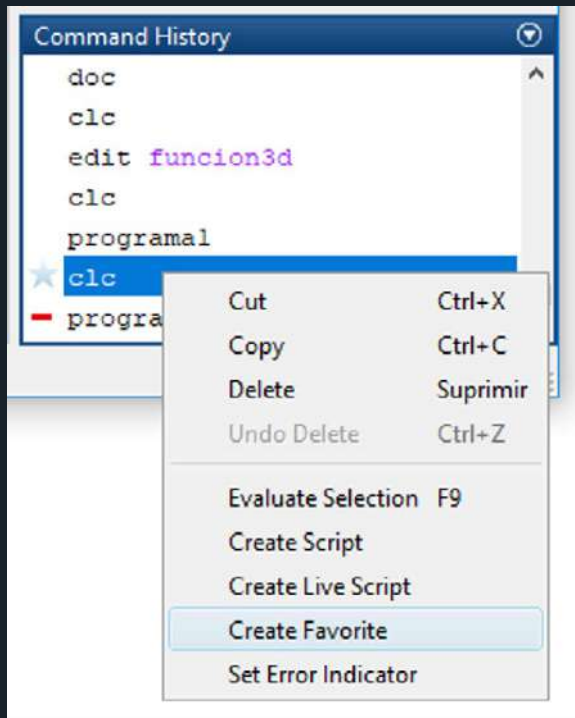 Command History
doc
clc
edit funcion3d
clc
programa1
clc
progra
Cut Ctrl+X
Copy Ctrl+C
Delete Suprimir
Undo Delete Ctrl+Z
Evaluate Selection F9
Create Script
Create Live Script
Create Favorite
Set Error Indicator